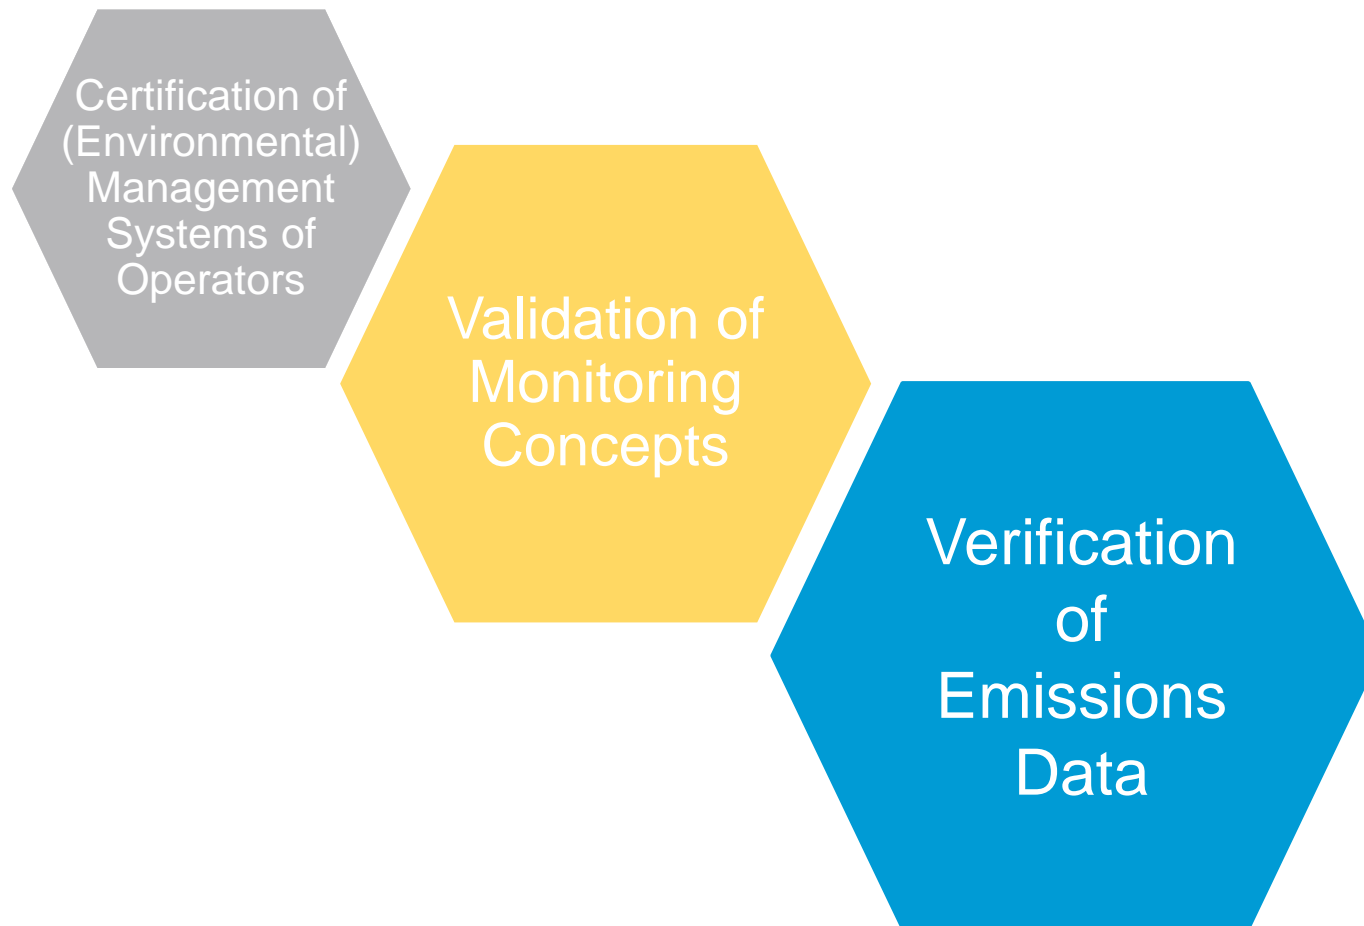 Certification of
(Environmental)
Management
Systems of
Operators
Validation of
Monitoring
Concepts
Verification
of
Emissions
Data